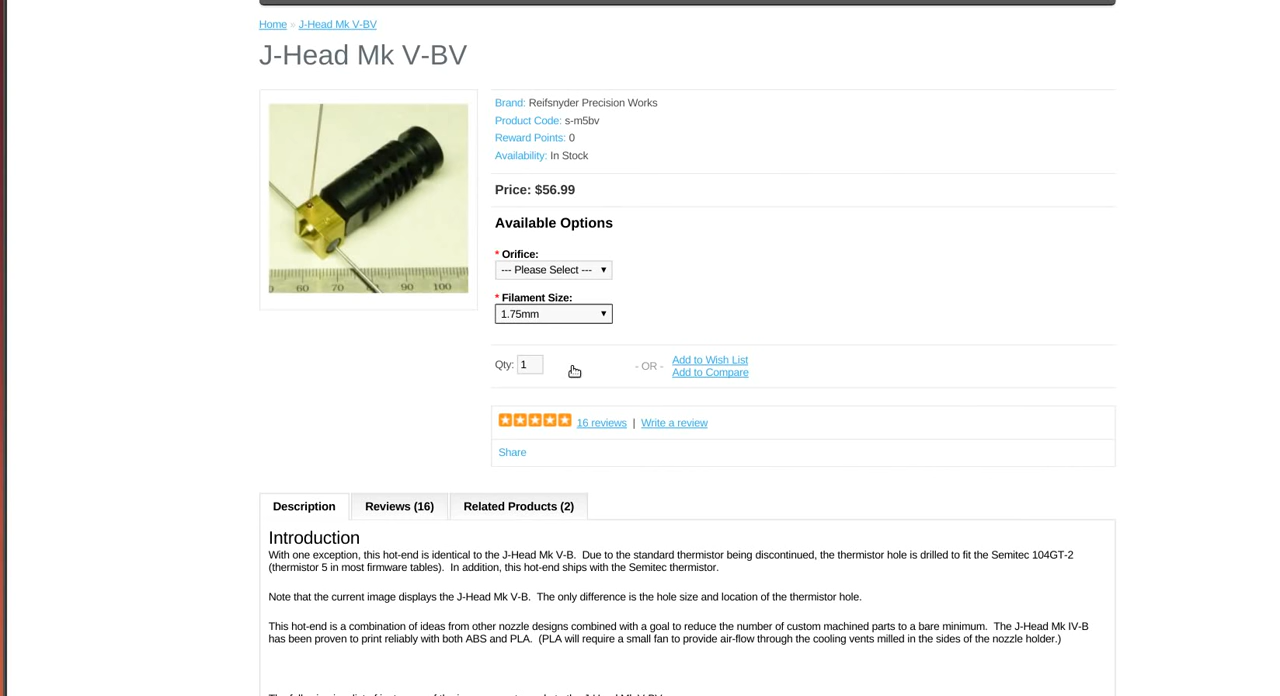 Home » J-Head Mk V-BV
J-Head Mk V-BV
Brand: Reifsnyder Precision Works
Product Code: s-m5bv
Reward Points: 0
Availability: In Stock
Price: $56.99
Available Options
* Orifice:
--- Please Select ---
* Filament Size:
1.75mm
Qty: 1
- OR -
Add to Wish List
Add to Compare
16 reviews | Write a review
Share
Description
Reviews (16)
Related Products (2)
60 70 90 100
Introduction
With one exception, this hot-end is identical to the J-Head Mk V-B. Due to the standard thermistor being discontinued, the thermistor hole is drilled to fit the Semitec 104GT-2
(thermistor 5 in most firmware tables). In addition, this hot-end ships with the Semitec thermistor.
Note that the current image displays the J-Head Mk V-B. The only difference is the hole size and location of the thermistor hole.
This hot-end is a combination of ideas from other nozzle designs combined with a goal to reduce the number of custom machined parts to a bare minimum. The J-Head Mk IV-B
has been proven to print reliably with both ABS and PLA. (PLA will require a small fan to provide air-flow through the cooling vents milled in the sides of the nozzle holder.)